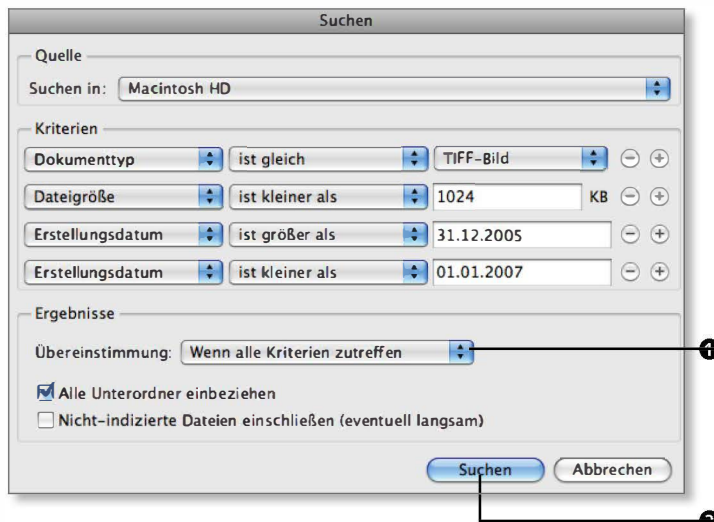 Suchen
Quelle
Suchen in: Macintosh HD
Kriterien
Dokumenttyp ist gleich TIFF-Bild
Dateigröße ist kleiner als 1024 KB
Erstellungsdatum ist größer als 31.12.2005
Erstellungsdatum ist kleiner als 01.01.2007
Ergebnisse
Übereinstimmung: Wenn alle Kriterien zutreffen
Alle Unterordner einbeziehen
Nicht-indizierte Dateien einschließen (eventuell langsam)
Suchen Abbrechen